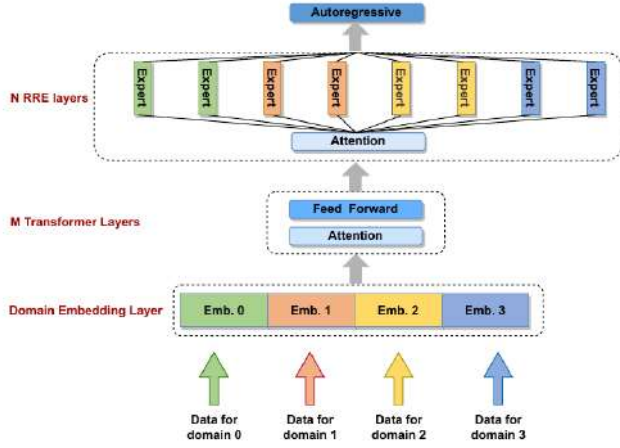 Autoregressive
N RRE layers
Expert
Expert
Expert
Expert
Expert
Expert
Expert
Expert
Attention
M Transformer Layers
Feed Forward
Attention
Domain Embedding Layer
Emb. 0
Emb. 1
Emb. 2
Emb. 3
Data for
domain 0
Data for
domain 1
Data for
domain 2
Data for
domain 3